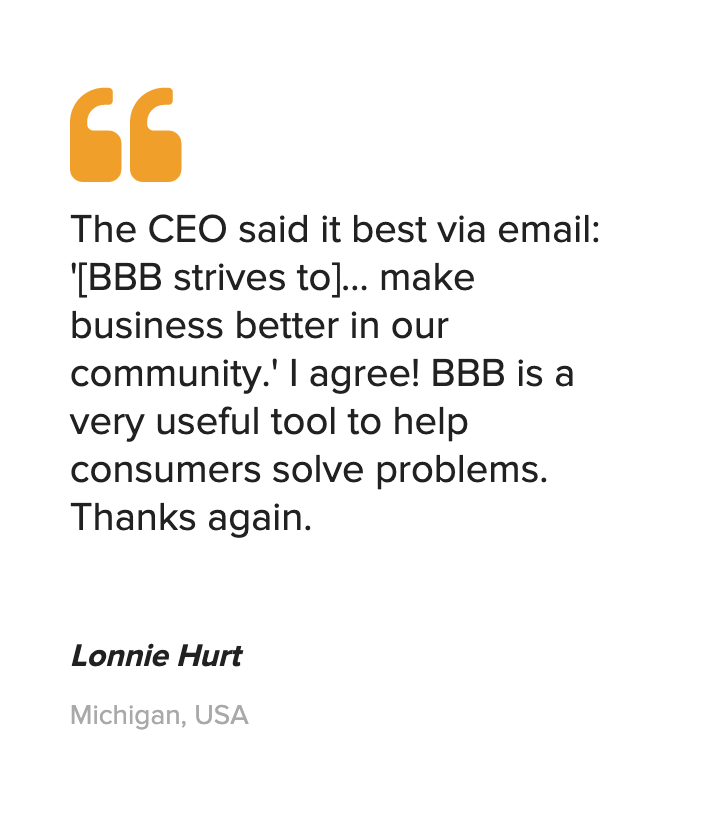 The CEO said it best via email:
'[BBB strives to]... make
business better in our
community.' I agree! BBB is a
very useful tool to help
consumers solve problems.
Thanks again.
Lonnie Hurt
Michigan, USA